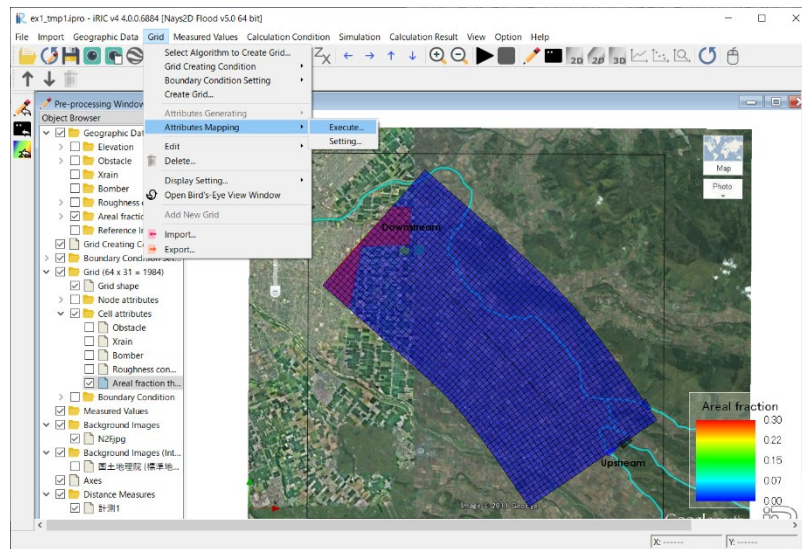 ex1_tmp1.ipro - iRIC v4 4.0.0.6884 [Nays2D Flood v5.0 64 bit]
File Import Geographic Data Grid Measured Values Calculation Condition Simulation Calculation Result View Option Help
2D 2D 3D
Pre-processing Window
Object Browser
Select Algorithm to Create Grid...
Grid Creating Condition
Boundary Condition Setting
Create Grid...
Attributes Generating
Attributes Mapping
Execute...
Setting...
Edit
Delete...
Display Setting...
Open Bird's-Eye View Window
Add New Grid
Import...
Export...
Geographic Dat
Elevation
Obstacle
Xrain
Bomber
Roughness
Areal fractio
Reference
Grid Creating Co
Boundary Condition Set...
Grid (64 x 31 = 1984)
Grid shape
Node attributes
Cell attributes
Obstacle
Xrain
Bomber
Roughness con...
Areal fraction th...
Boundary Condition
Measured Values
Background Images
N2Fjpg
Background Images (Int...
国土地理院 (標準地...
Axes
Distance Measures
計測1
Map
Photo
Downstream
Upstream
Areal fraction
0.30
0.22
0.15
0.07
0.00
X: ------
Y: ------